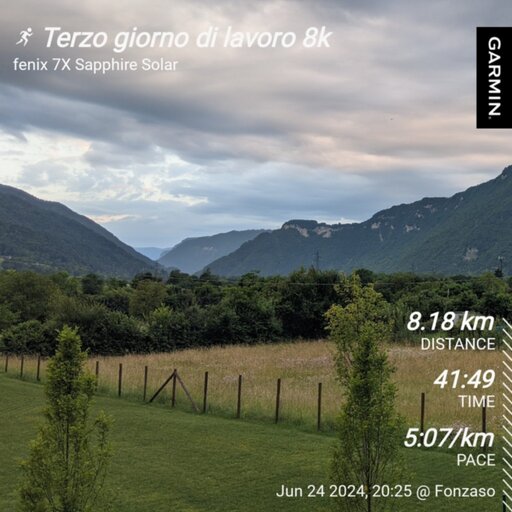 Terzo giorno di lavoro 8k
fenix 7X Sapphire Solar
GARMIN.
8.18 km
DISTANCE
41:49
TIME
5:07/km
PACE
Jun 24 2024, 20:25 @ Fonzaso